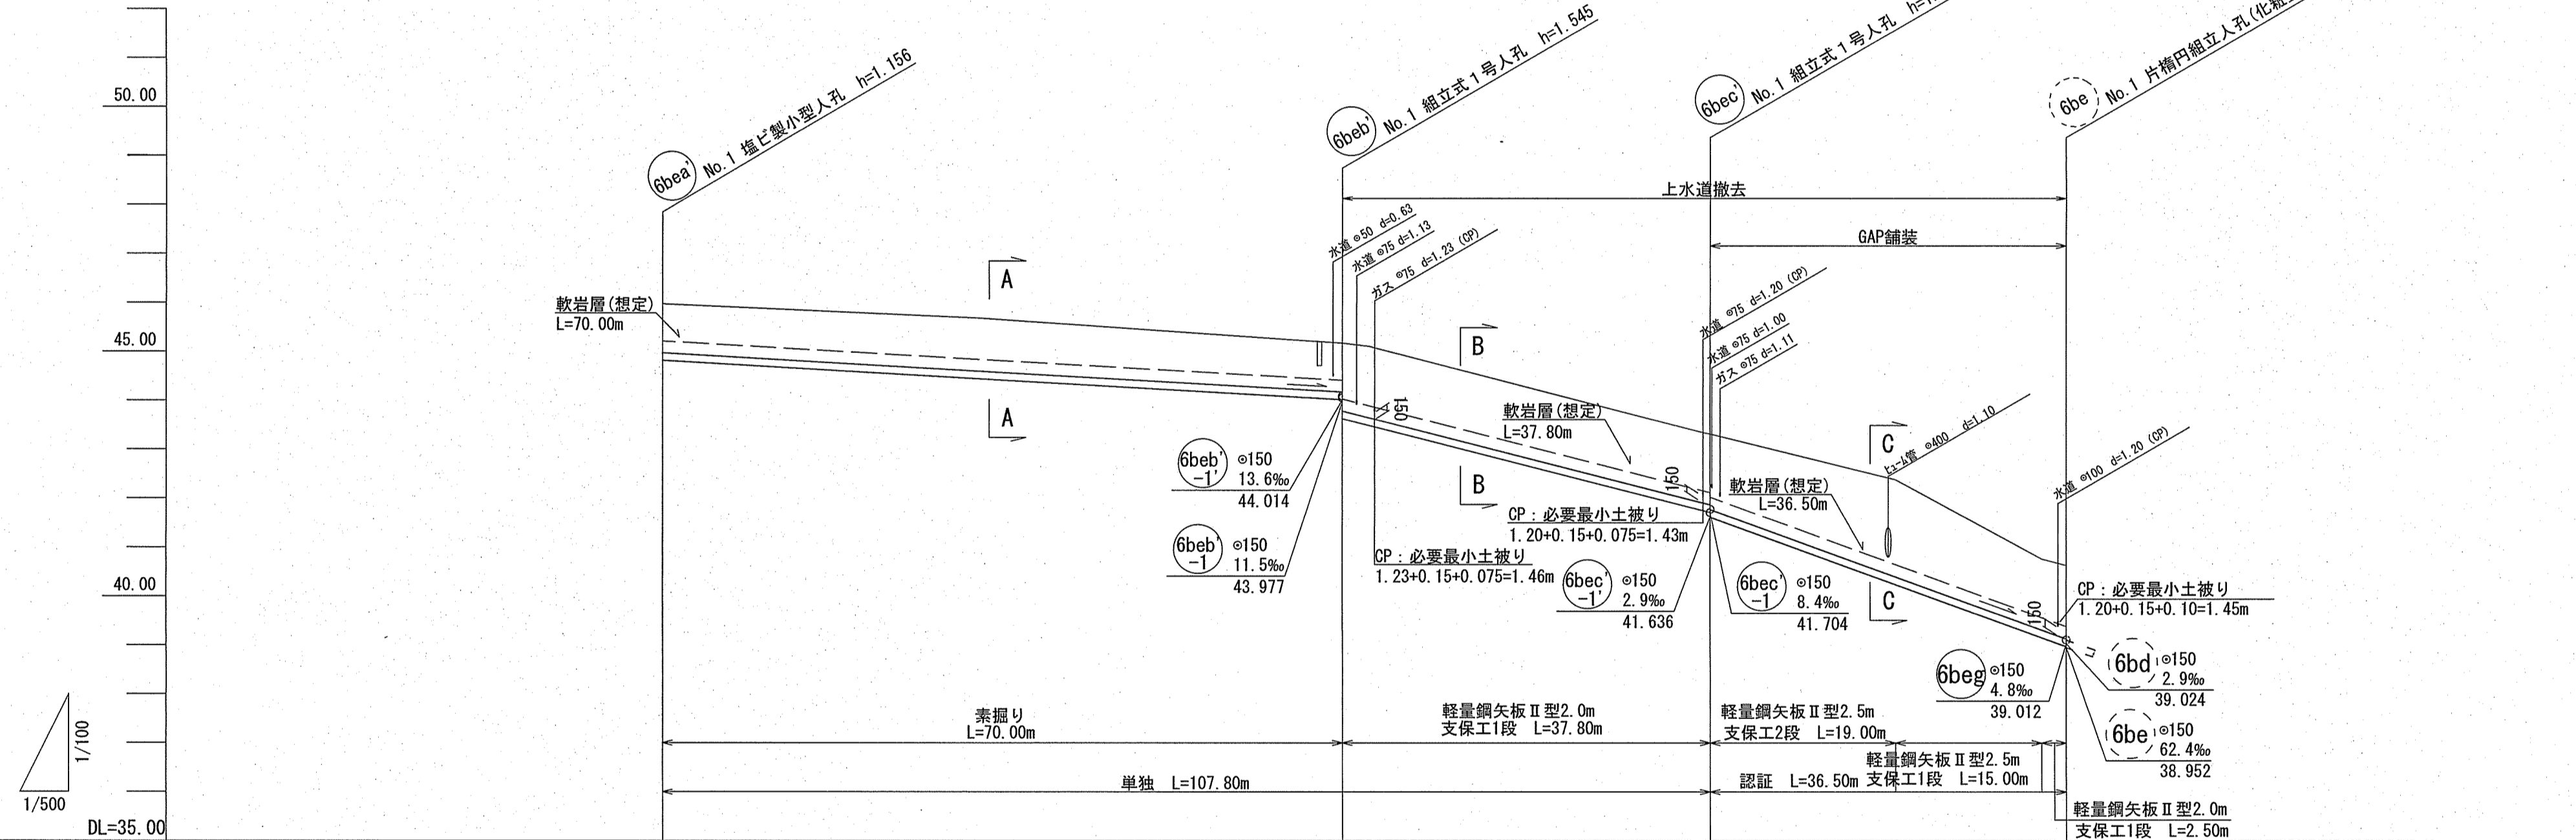 50.00
45.00
40.00
DL=35.00
1/100
1/500
6bea' No.1 塩ビ製小型人孔 h=1.156
6beb' No.1 組立式1号人孔 h=1.545
6bec' No.1 組立式1号人孔
6be No.1 片楕円組立人孔
上水道撤去
GAP舗装
水道 ⊙50 d=0.63
水道 ⊙75 d=1.13
ガス ⊙75 d=1.23 (CP)
水道 ⊙75 d=1.20 (CP)
水道 ⊙75 d=1.00
ガス ⊙75 d=1.11
ヒューム管 ⊙400 d=1.10
水道 ⊙100 d=1.20 (CP)
軟岩層(想定)
L=70.00m
A
A
B
B
C
C
150
軟岩層(想定)
L=37.80m
150
軟岩層(想定)
L=36.50m
150
6beb'-1' ⊙150
13.6‰
44.014
6beb'-1 ⊙150
11.5‰
43.977
CP：必要最小土被り
1.23+0.15+0.075=1.46m
CP：必要最小土被り
1.20+0.15+0.075=1.43m
6bec'-1' ⊙150
2.9‰
41.636
6bec'-1 ⊙150
8.4‰
41.704
CP：必要最小土被り
1.20+0.15+0.10=1.45m
6beg ⊙150
4.8‰
39.012
6bd ⊙150
2.9‰
39.024
6be ⊙150
62.4‰
38.952
素掘り
L=70.00m
軽量鋼矢板Ⅱ型2.0m
支保工1段 L=37.80m
軽量鋼矢板Ⅱ型2.5m
支保工2段 L=19.00m
軽量鋼矢板Ⅱ型2.5m
支保工1段 L=15.00m
軽量鋼矢板Ⅱ型2.0m
支保工1段 L=2.50m
単独 L=107.80m
認証 L=36.50m